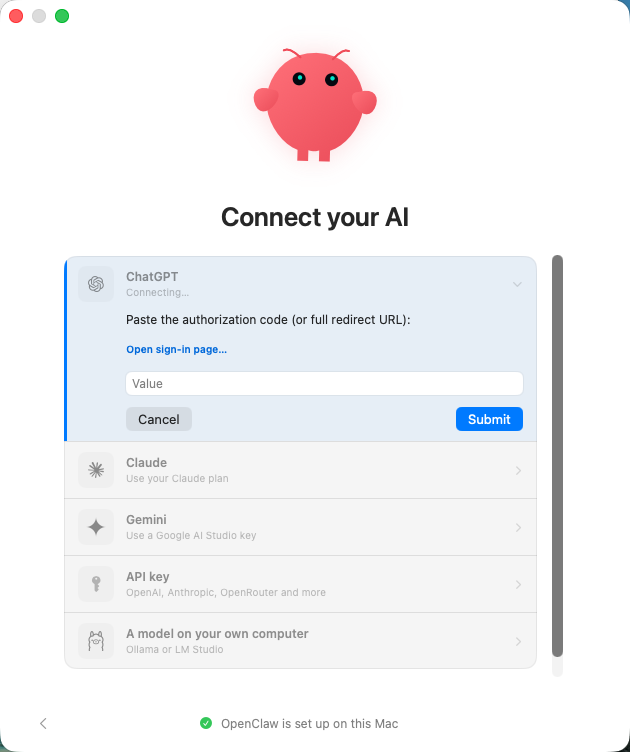 Connect your AI
ChatGPT
Connecting...
Paste the authorization code (or full redirect URL):
Open sign-in page...
Value
Cancel
Submit
Claude
Use your Claude plan
Gemini
Use a Google AI Studio key
API key
OpenAI, Anthropic, OpenRouter and more
A model on your own computer
Ollama or LM Studio
OpenClaw is set up on this Mac